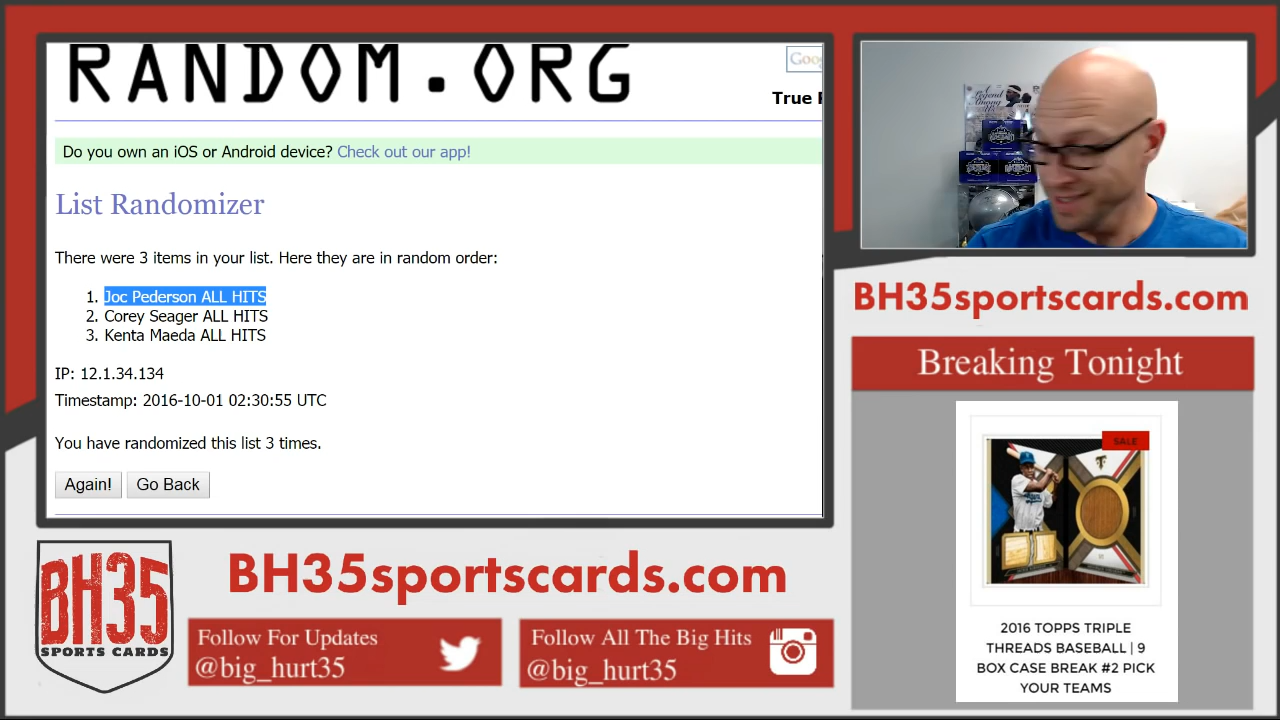 RANDOM.ORG
Goo
True
Do you own an iOS or Android device? Check out our app!
List Randomizer
There were 3 items in your list. Here they are in random order:
1. Joc Pederson ALL HITS
2. Corey Seager ALL HITS
3. Kenta Maeda ALL HITS
IP: 12.1.34.134
Timestamp: 2016-10-01 02:30:55 UTC
You have randomized this list 3 times.
Again! Go Back
Legend
Among
BH35sportscards.com
Breaking Tonight
SALE
2016 TOPPS TRIPLE
THREADS BASEBALL | 9
BOX CASE BREAK #2 PICK
YOUR TEAMS
BH35
SPORTS CARDS
BH35sportscards.com
Follow For Updates
@big_hurt35
Follow All The Big Hits
@big_hurt35